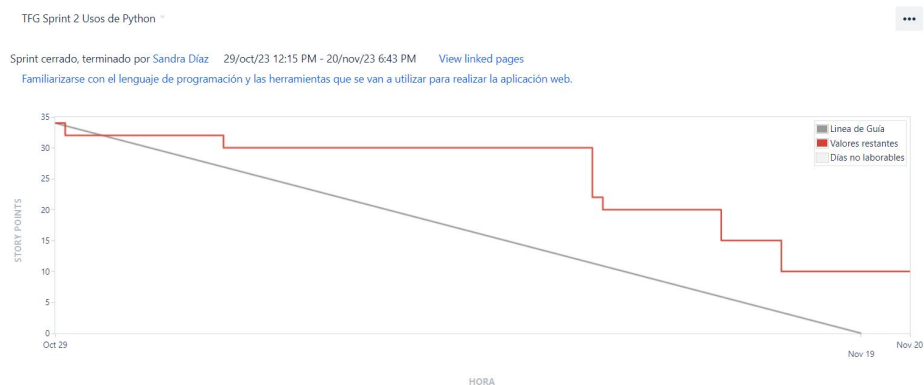 TFG Sprint 2 Usos de Python
Sprint cerrado, terminado por Sandra Díaz 29/oct/23 12:15 PM - 20/nov/23 6:43 PM View linked pages
Familiarizarse con el lenguaje de programación y las herramientas que se van a utilizar para realizar la aplicación web.
35
30
25
20
15
10
5
0
STORY POINTS
Linea de Guía
Valores restantes
Días no laborables
Oct 29
Nov 19
Nov 20
HORA